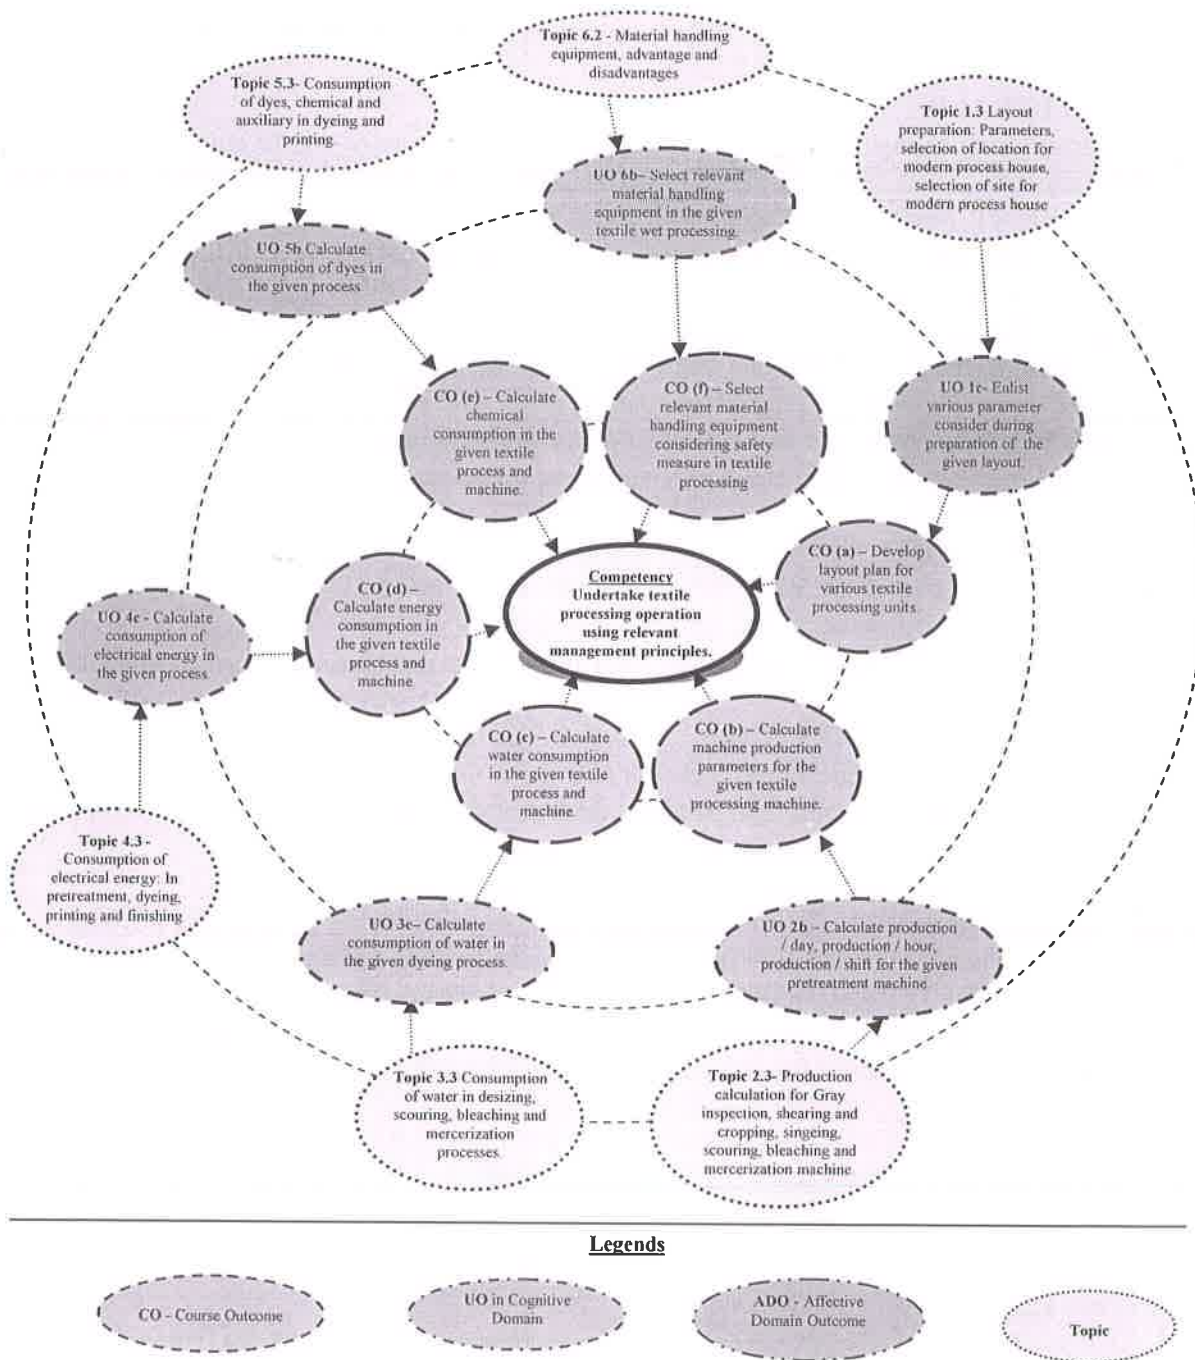 Topic 6.2 - Material handling
equipment, advantage and
disadvantages
Topic 5.3- Consumption
of dyes, chemical and
auxiliary in dyeing and
printing.
Topic 1.3 Layout
preparation: Parameters,
selection of location for
modern process house,
selection of site for
modern process house
UO 6b– Select relevant
material handling
equipment in the given
textile wet processing.
UO 5b Calculate
consumption of dyes in
the given process
CO (e) – Calculate
chemical
consumption in the
given textile
process and
machine.
CO (f) – Select
relevant material
handling equipment
considering safety
measure in textile
processing
UO 1c- Enlist
various parameter
consider during
preparation of the
given layout.
CO (a) – Develop
layout plan for
various textile
processing units.
Competency
Undertake textile
processing operation
using relevant
management principles.
CO (d) –
Calculate energy
consumption in
the given textile
process and
machine
UO 4c - Calculate
consumption of
electrical energy in
the given process.
CO (c) – Calculate
water consumption
in the given textile
process and
machine.
CO (b) – Calculate
machine production
parameters for the
given textile
processing machine.
Topic 4.3 -
Consumption of
electrical energy: In
pretreatment, dyeing,
printing and finishing
UO 3c– Calculate
consumption of water in
the given dyeing process.
UO 2b – Calculate production
/ day, production / hour,
production / shift for the given
pretreatment machine
Topic 3.3 Consumption
of water in desizing,
scouring, bleaching and
mercerization
processes.
Topic 2.3- Production
calculation for Gray
inspection, shearing and
cropping, singeing,
scouring, bleaching and
mercerization machine
Legends
CO - Course Outcome
UO in Cognitive
Domain
ADO - Affective
Domain Outcome
Topic